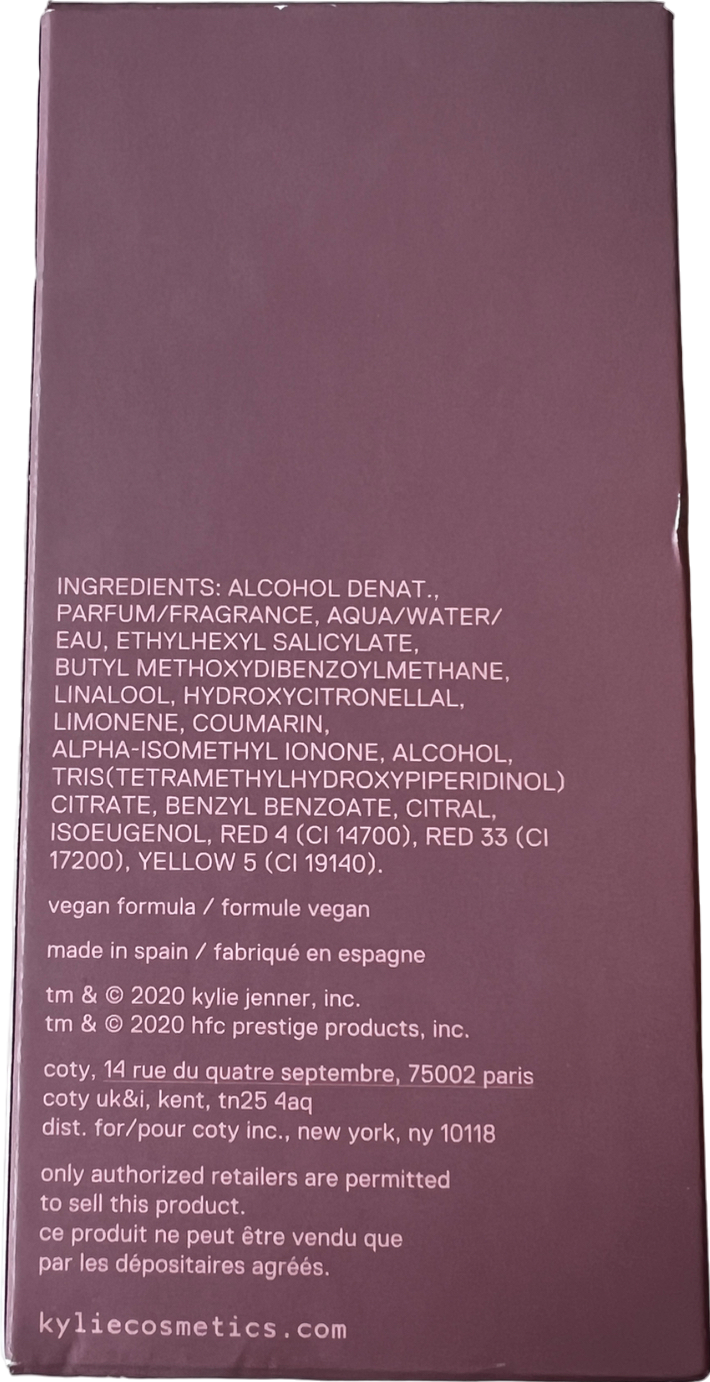 INGREDIENTS: ALCOHOL DENAT.,
PARFUM/FRAGRANCE, AQUA/WATER/
EAU, ETHYLHEXYL SALICYLATE,
BUTYL METHOXYDIBENZOYLMETHANE,
LINALOOL, HYDROXYCITRONELLAL,
LIMONENE, COUMARIN,
ALPHA-ISOMETHYL IONONE, ALCOHOL,
TRIS(TETRAMETHYLHYDROXYPIPERIDINOL)
CITRATE, BENZYL BENZOATE, CITRAL,
ISOEUGENOL, RED 4 (CI 14700), RED 33 (CI
17200), YELLOW 5 (CI 19140).
vegan formula / formule vegan
made in spain / fabriqué en espagne
tm & © 2020 kylie jenner, inc.
tm & © 2020 hfc prestige products, inc.
coty, 14 rue du quatre septembre, 75002 paris
coty uk&i, kent, tn25 4aq
dist. for/pour coty inc., new york, ny 10118
only authorized retailers are permitted
to sell this product.
ce produit ne peut être vendu que
par les dépositaires agréés.
kyliecosmetics.com